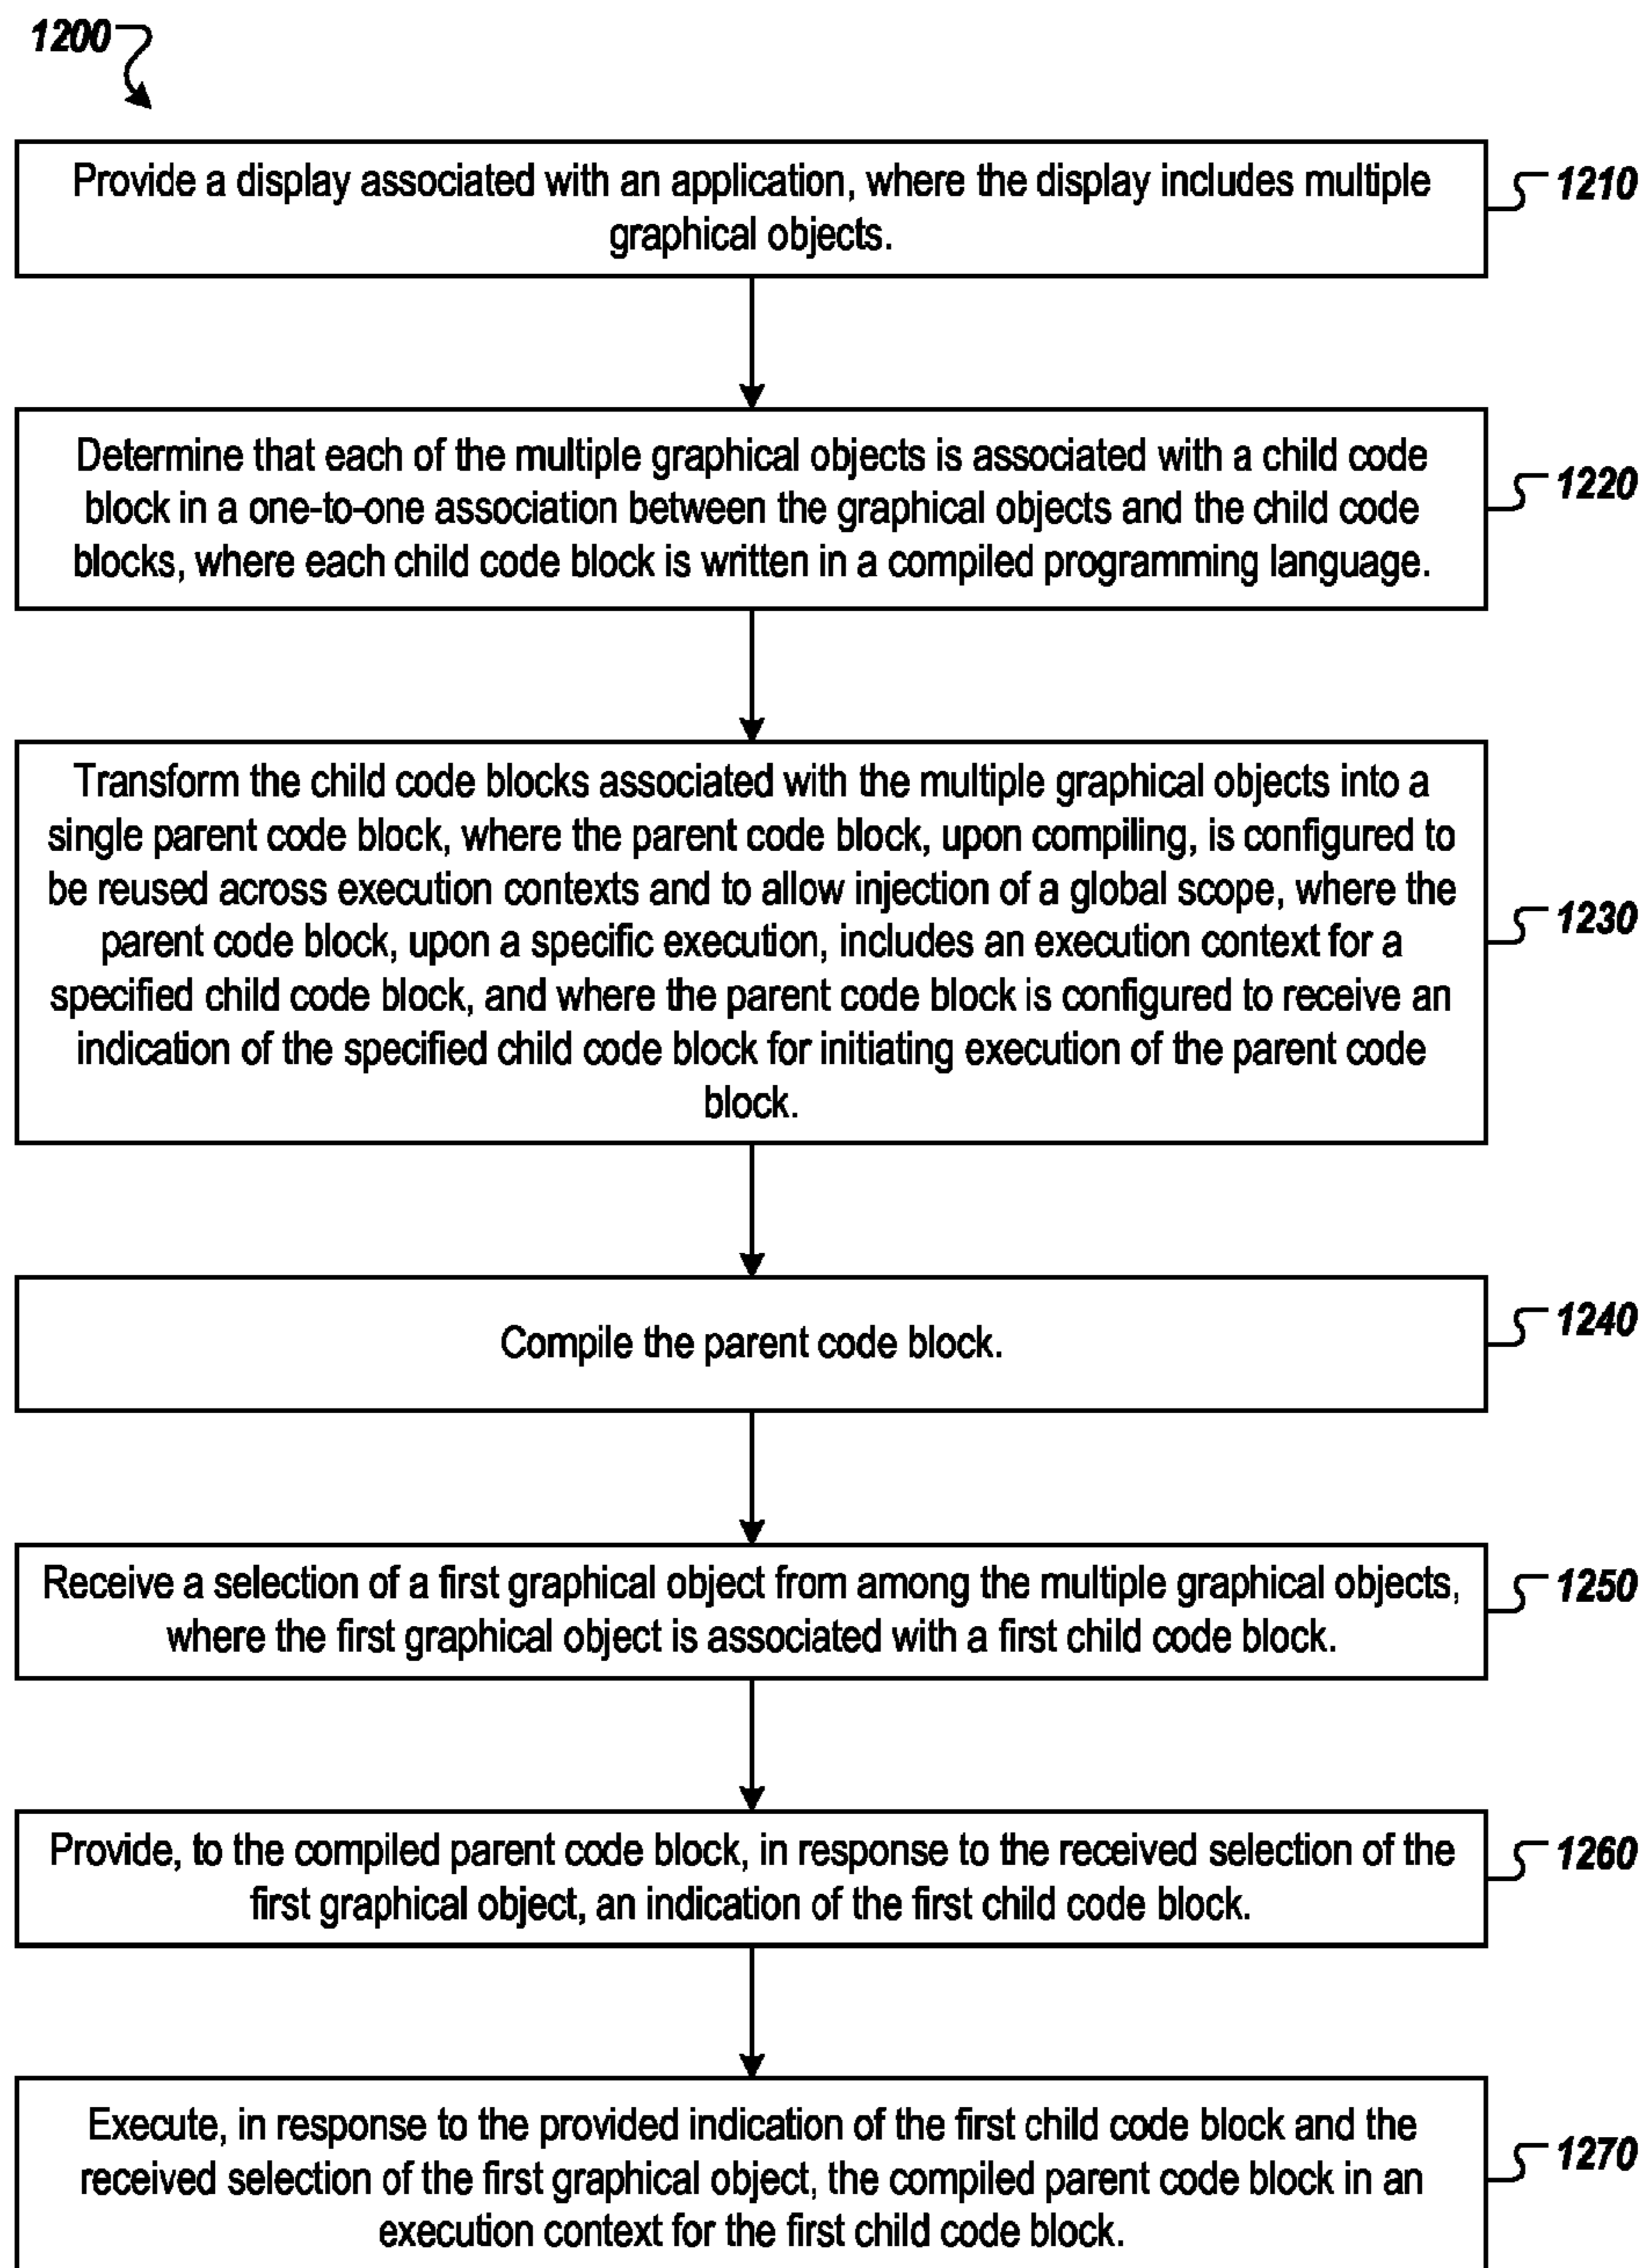 1200
Provide a display associated with an application, where the display includes multiple
graphical objects.
1210
Determine that each of the multiple graphical objects is associated with a child code
block in a one-to-one association between the graphical objects and the child code
blocks, where each child code block is written in a compiled programming language.
1220
Transform the child code blocks associated with the multiple graphical objects into a
single parent code block, where the parent code block, upon compiling, is configured to
be reused across execution contexts and to allow injection of a global scope, where the
parent code block, upon a specific execution, includes an execution context for a
specified child code block, and where the parent code block is configured to receive an
indication of the specified child code block for initiating execution of the parent code
block.
1230
Compile the parent code block.
1240
Receive a selection of a first graphical object from among the multiple graphical objects,
where the first graphical object is associated with a first child code block.
1250
Provide, to the compiled parent code block, in response to the received selection of the
first graphical object, an indication of the first child code block.
1260
Execute, in response to the provided indication of the first child code block and the
received selection of the first graphical object, the compiled parent code block in an
execution context for the first child code block.
1270